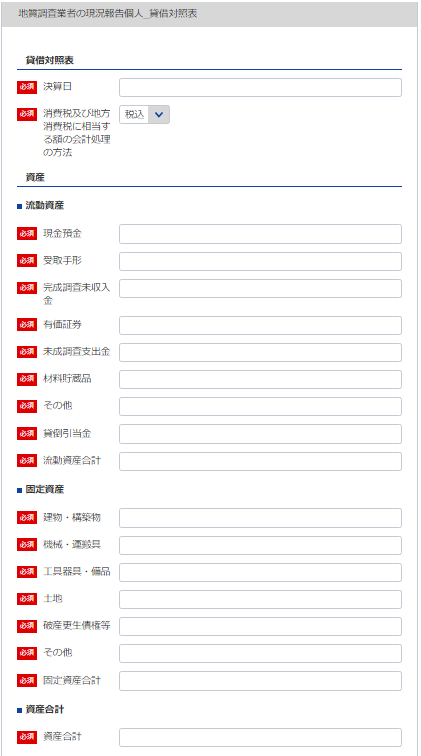 地質調査業者の現況報告個人_貸借対照表
貸借対照表
必須 決算日
必須 消費税及び地方
消費税に相当す
る額の会計処理
の方法
税込
資産
流動資産
必須 現金預金
必須 受取手形
必須 完成調査未収入
金
必須 有価証券
必須 未成調査支出金
必須 材料貯蔵品
必須 その他
必須 貸倒引当金
必須 流動資産合計
固定資産
必須 建物・構築物
必須 機械・運搬具
必須 工具器具・備品
必須 土地
必須 破産更生債権等
必須 その他
必須 固定資産合計
資産合計
必須 資産合計